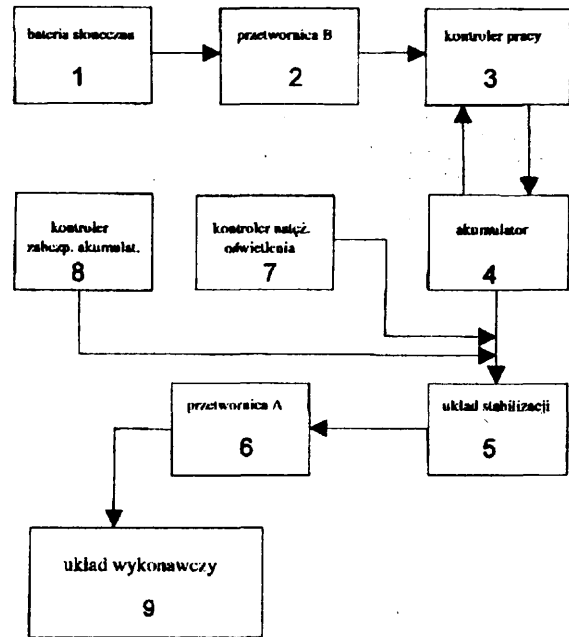 bateria słoneczna
1
przetwornica B
2
kontroler pracy
3
kontroler
zabezp. akumulat.
8
kontroler natęż.
oświetlenia
7
akumulator
4
przetwornica A
6
układ stabilizacji
5
układ wykonawczy
9